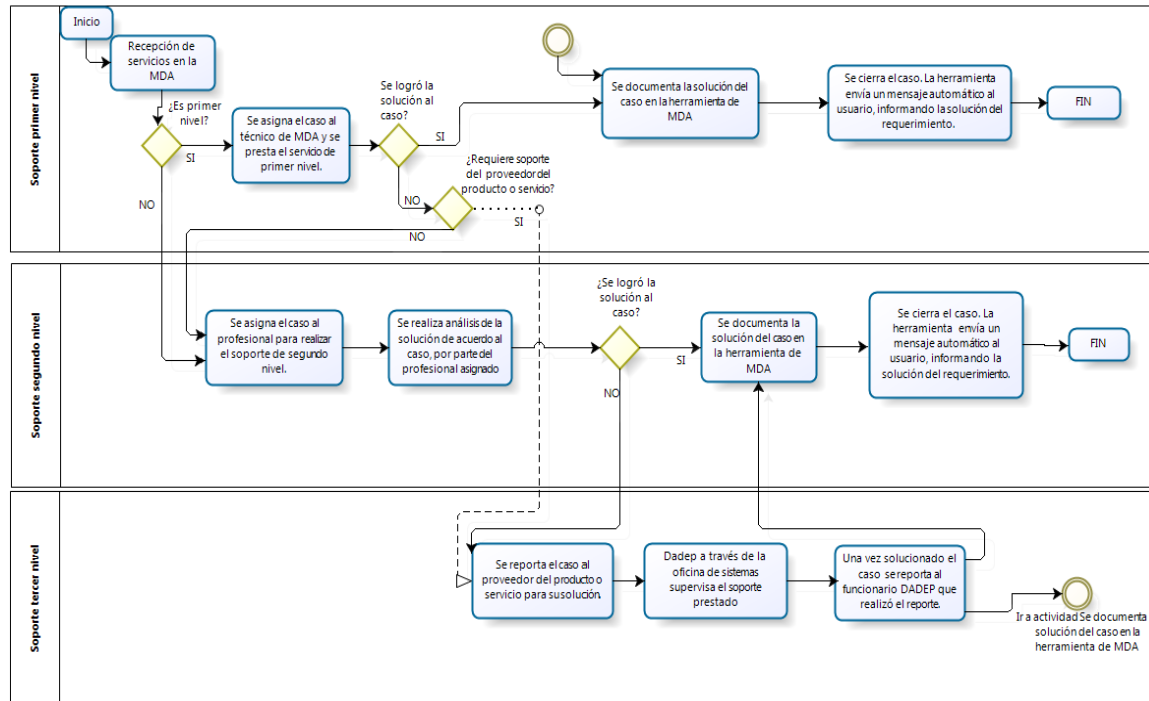 Soporte primer nivel
Inicio
Recepción de
servicios en la
MDA
¿Es primer
nivel?
SI
NO
Se asigna el caso al
técnico de MDA y se
presta el servicio de
primer nivel.
Se logró la
solución al
caso?
SI
NO
¿Requiere soporte
del proveedor del
producto o servicio?
SI
NO
Se documenta la solución del
caso en la herramienta de
MDA
Se cierra el caso. La herramienta
envía un mensaje automático al
usuario, informando la solución del
requerimiento.
FIN
Soporte segundo nivel
Se asigna el caso al
profesional para realizar
el soporte de segundo
nivel.
Se realiza análisis de la
solución de acuerdo al
caso, por parte del
profesional asignado
¿Se logró la
solución al
caso?
SI
NO
Se documenta la
solución del caso en
la herramienta de
MDA
Se cierra el caso. La
herramienta envía un
mensaje automático al
usuario, informando la
solución del requerimiento.
FIN
Soporte tercer nivel
Se reporta el caso al
proveedor del producto o
servicio para su solución.
Dadep a través de la
oficina de sistemas
supervisa el soporte
prestado
Una vez solucionado el
caso se reporta al
funcionario DADEP que
realizó el reporte.
Ir a actividad Se documenta
solución del caso en la
herramienta de MDA